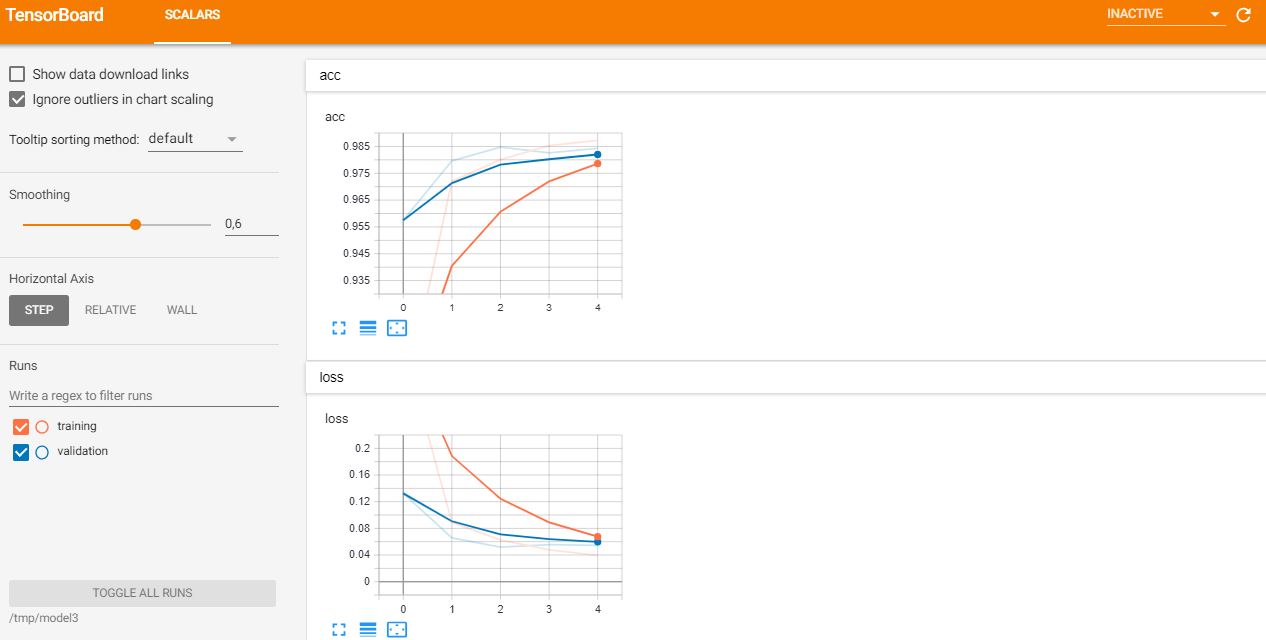 TensorBoard
SCALARS
INACTIVE
Show data download links
Ignore outliers in chart scaling
Tooltip sorting method: default
Smoothing
0,6
Horizontal Axis
STEP RELATIVE WALL
Runs
Write a regex to filter runs
training
validation
TOGGLE ALL RUNS
/tmp/model3
acc
acc
0.985
0.975
0.965
0.955
0.945
0.935
0 1 2 3 4
loss
loss
0.2
0.16
0.12
0.08
0.04
0
0 1 2 3 4